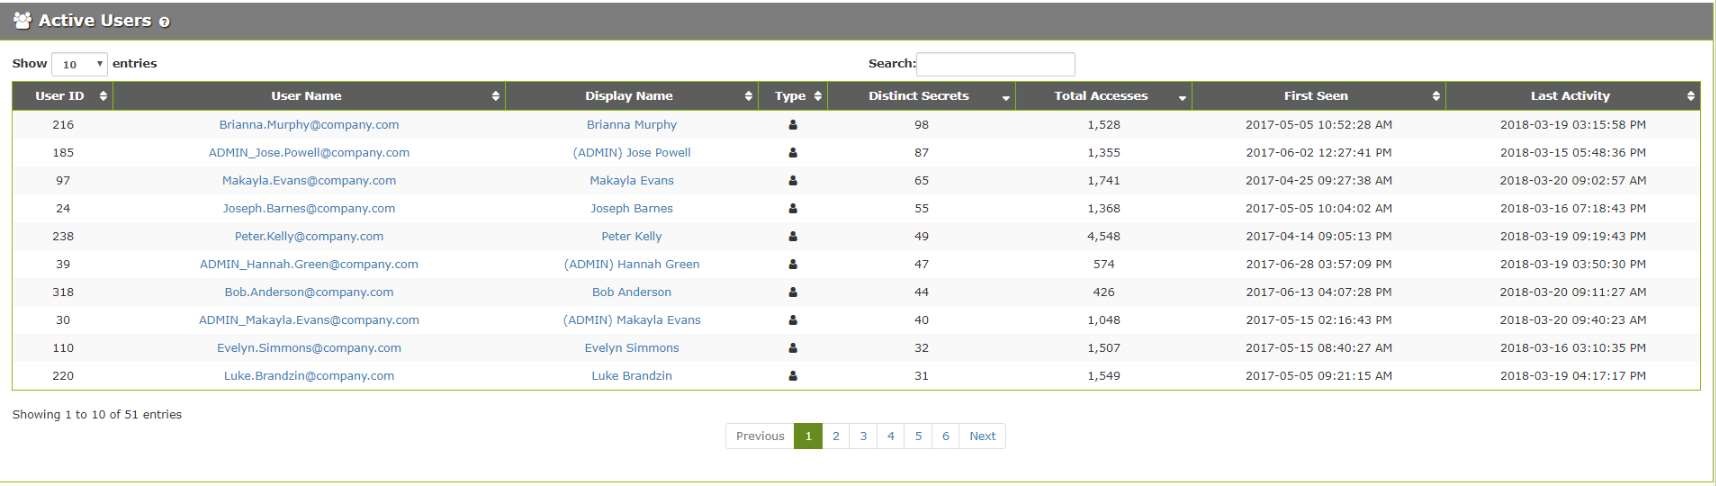 Active Users ?
Show 10 entries Search:
User ID User Name Display Name Type Distinct Secrets Total Accesses First Seen Last Activity
216 Brianna.Murphy@company.com Brianna Murphy 98 1,528 2017-05-05 10:52:28 AM 2018-03-19 03:15:58 PM
185 ADMIN_Jose.Powell@company.com (ADMIN) Jose Powell 87 1,355 2017-06-02 12:27:41 PM 2018-03-15 05:48:36 PM
97 Makayla.Evans@company.com Makayla Evans 65 1,741 2017-04-25 09:27:38 AM 2018-03-20 09:02:57 AM
24 Joseph.Barnes@company.com Joseph Barnes 55 1,368 2017-05-05 10:04:02 AM 2018-03-16 07:18:43 PM
238 Peter.Kelly@company.com Peter Kelly 49 4,548 2017-04-14 09:05:13 PM 2018-03-19 09:19:43 PM
39 ADMIN_Hannah.Green@company.com (ADMIN) Hannah Green 47 574 2017-06-28 03:57:09 PM 2018-03-19 03:50:30 PM
318 Bob.Anderson@company.com Bob Anderson 44 426 2017-06-13 04:07:28 PM 2018-03-20 09:11:27 AM
30 ADMIN_Makayla.Evans@company.com (ADMIN) Makayla Evans 40 1,048 2017-05-15 02:16:43 PM 2018-03-20 09:40:23 AM
110 Evelyn.Simmons@company.com Evelyn Simmons 32 1,507 2017-05-15 08:40:27 AM 2018-03-16 03:10:35 PM
220 Luke.Brandzin@company.com Luke Brandzin 31 1,549 2017-05-05 09:21:15 AM 2018-03-19 04:17:17 PM
Showing 1 to 10 of 51 entries
Previous 1 2 3 4 5 6 Next